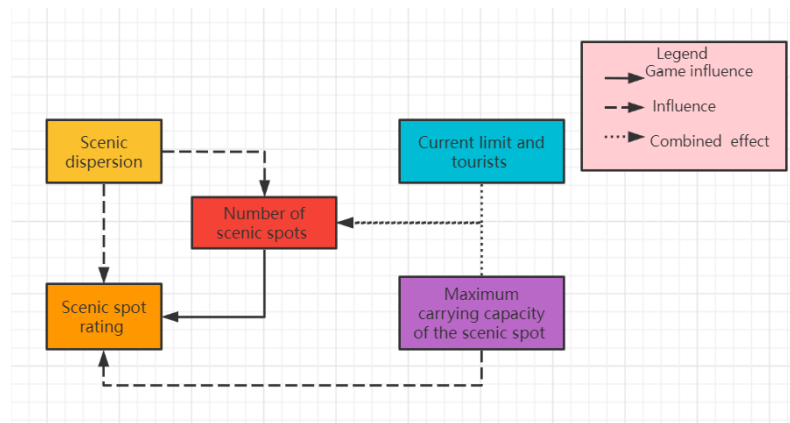 Legend
Game influence
Influence
Combined effect
Scenic
dispersion
Current limit and
tourists
Number of
scenic spots
Scenic spot
rating
Maximum
carrying capacity
of the scenic spot